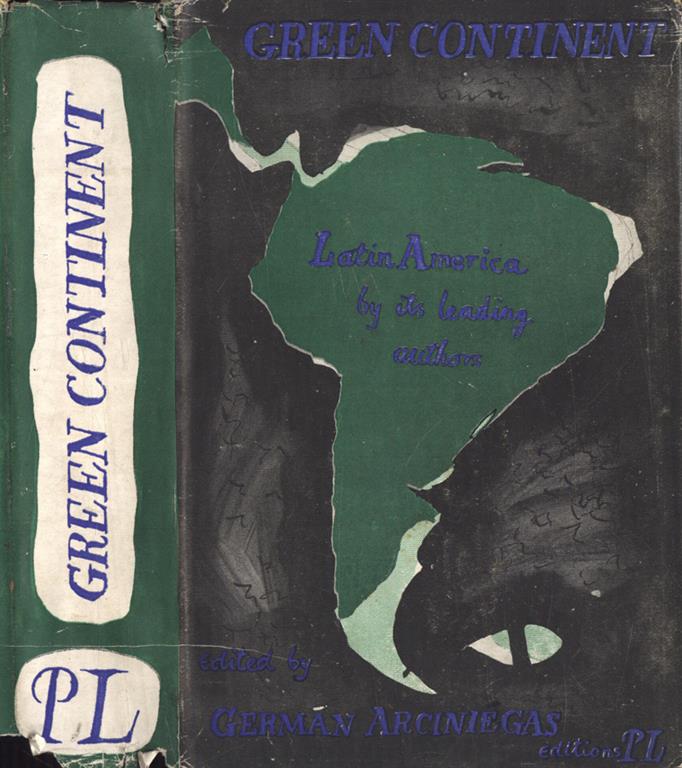 GREEN CONTINENT
PL
GREEN CONTINENT
Latin America
by its leading
authors
Edited by
GERMAN ARCINIEGAS
editions PL